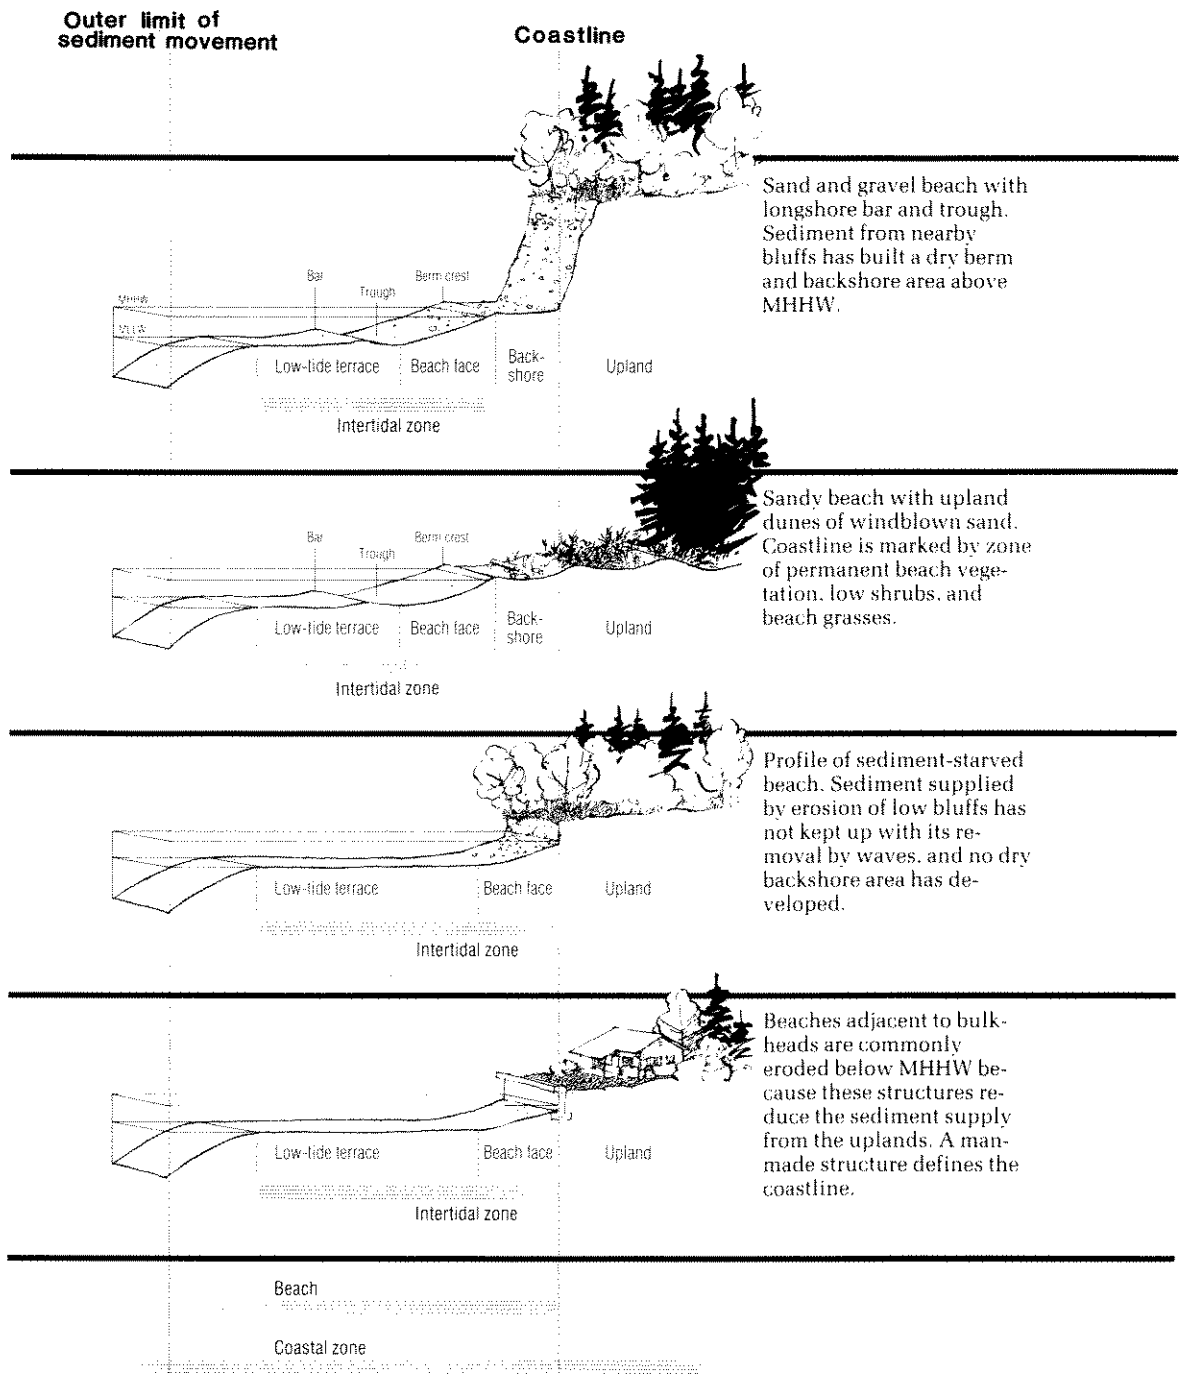 Outer limit of
sediment movement
Coastline
Sand and gravel beach with
longshore bar and trough.
Sediment from nearby
bluffs has built a dry berm
and backshore area above
MHHW.
Bar
Berm crest
Trough
MHHW
MLLW
Low-tide terrace
Beach face
Back-
shore
Upland
Intertidal zone
Sandy beach with upland
dunes of windblown sand.
Coastline is marked by zone
of permanent beach vege-
tation, low shrubs, and
beach grasses.
Bar
Berm crest
Trough
Low-tide terrace
Beach face
Back-
shore
Upland
Intertidal zone
Profile of sediment-starved
beach. Sediment supplied
by erosion of low bluffs has
not kept up with its re-
moval by waves, and no dry
backshore area has de-
veloped.
Low-tide terrace
Beach face
Upland
Intertidal zone
Beaches adjacent to bulk-
heads are commonly
eroded below MHHW be-
cause these structures re-
duce the sediment supply
from the uplands. A man-
made structure defines the
coastline.
Low-tide terrace
Beach face
Upland
Intertidal zone
Beach
Coastal zone